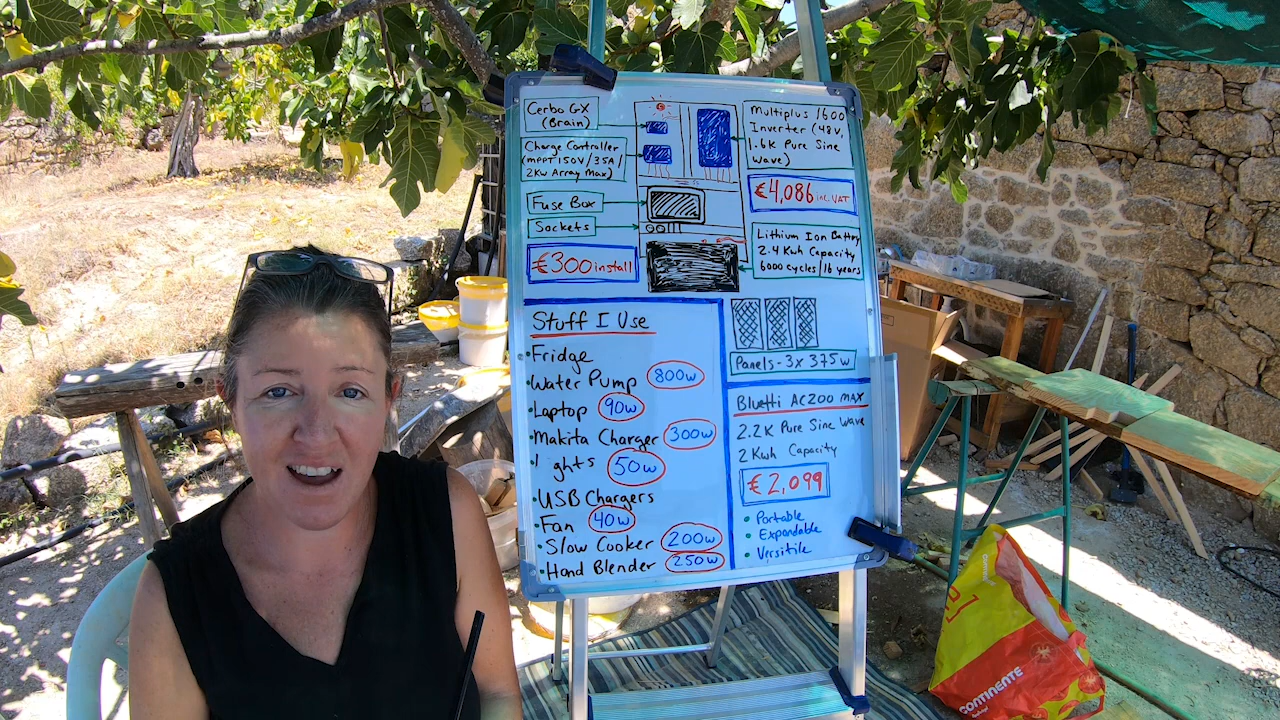 Cerbo GX
(Brain)
Charge Controller
(MPPT 150V/35A/
2Kw Array Max)
Fuse Box
Sockets
€300 install
Multiplus 1600
Inverter (48V,
1.6K Pure Sine
Wave)
€4,086 inc. VAT
Lithium Ion Battery
2.4 Kwh Capacity
6000 cycles/16 years
Panels - 3x 375w
Stuff I Use
• Fridge
• Water Pump 800w
• Laptop 90w
• Makita Charger 300w
• ights 50w
• USB Chargers
• Fan 40w
• Slow Cooker 200w
• Hand Blender 250w
Bluetti AC200 MAX
2.2K Pure Sine Wave
2 Kwh Capacity
€2,099
• Portable
• Expandable
• Versitile
CONTINENTE